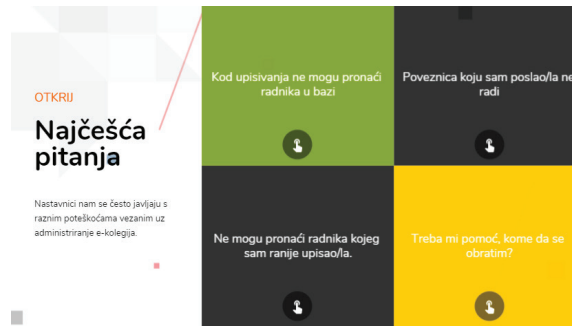 OTKRIJ
Najčešća
pitanja
Nastavnici nam se često javljaju s
raznim poteškoćama vezanim uz
administriranje e-kolegija.
Kod upisivanja ne mogu pronaći
radnika u bazi
Poveznica koju sam poslao/la ne
radi
Ne mogu pronaći radnika kojeg
sam ranije upisao/la.
Treba mi pomoć, kome da se
obratim?